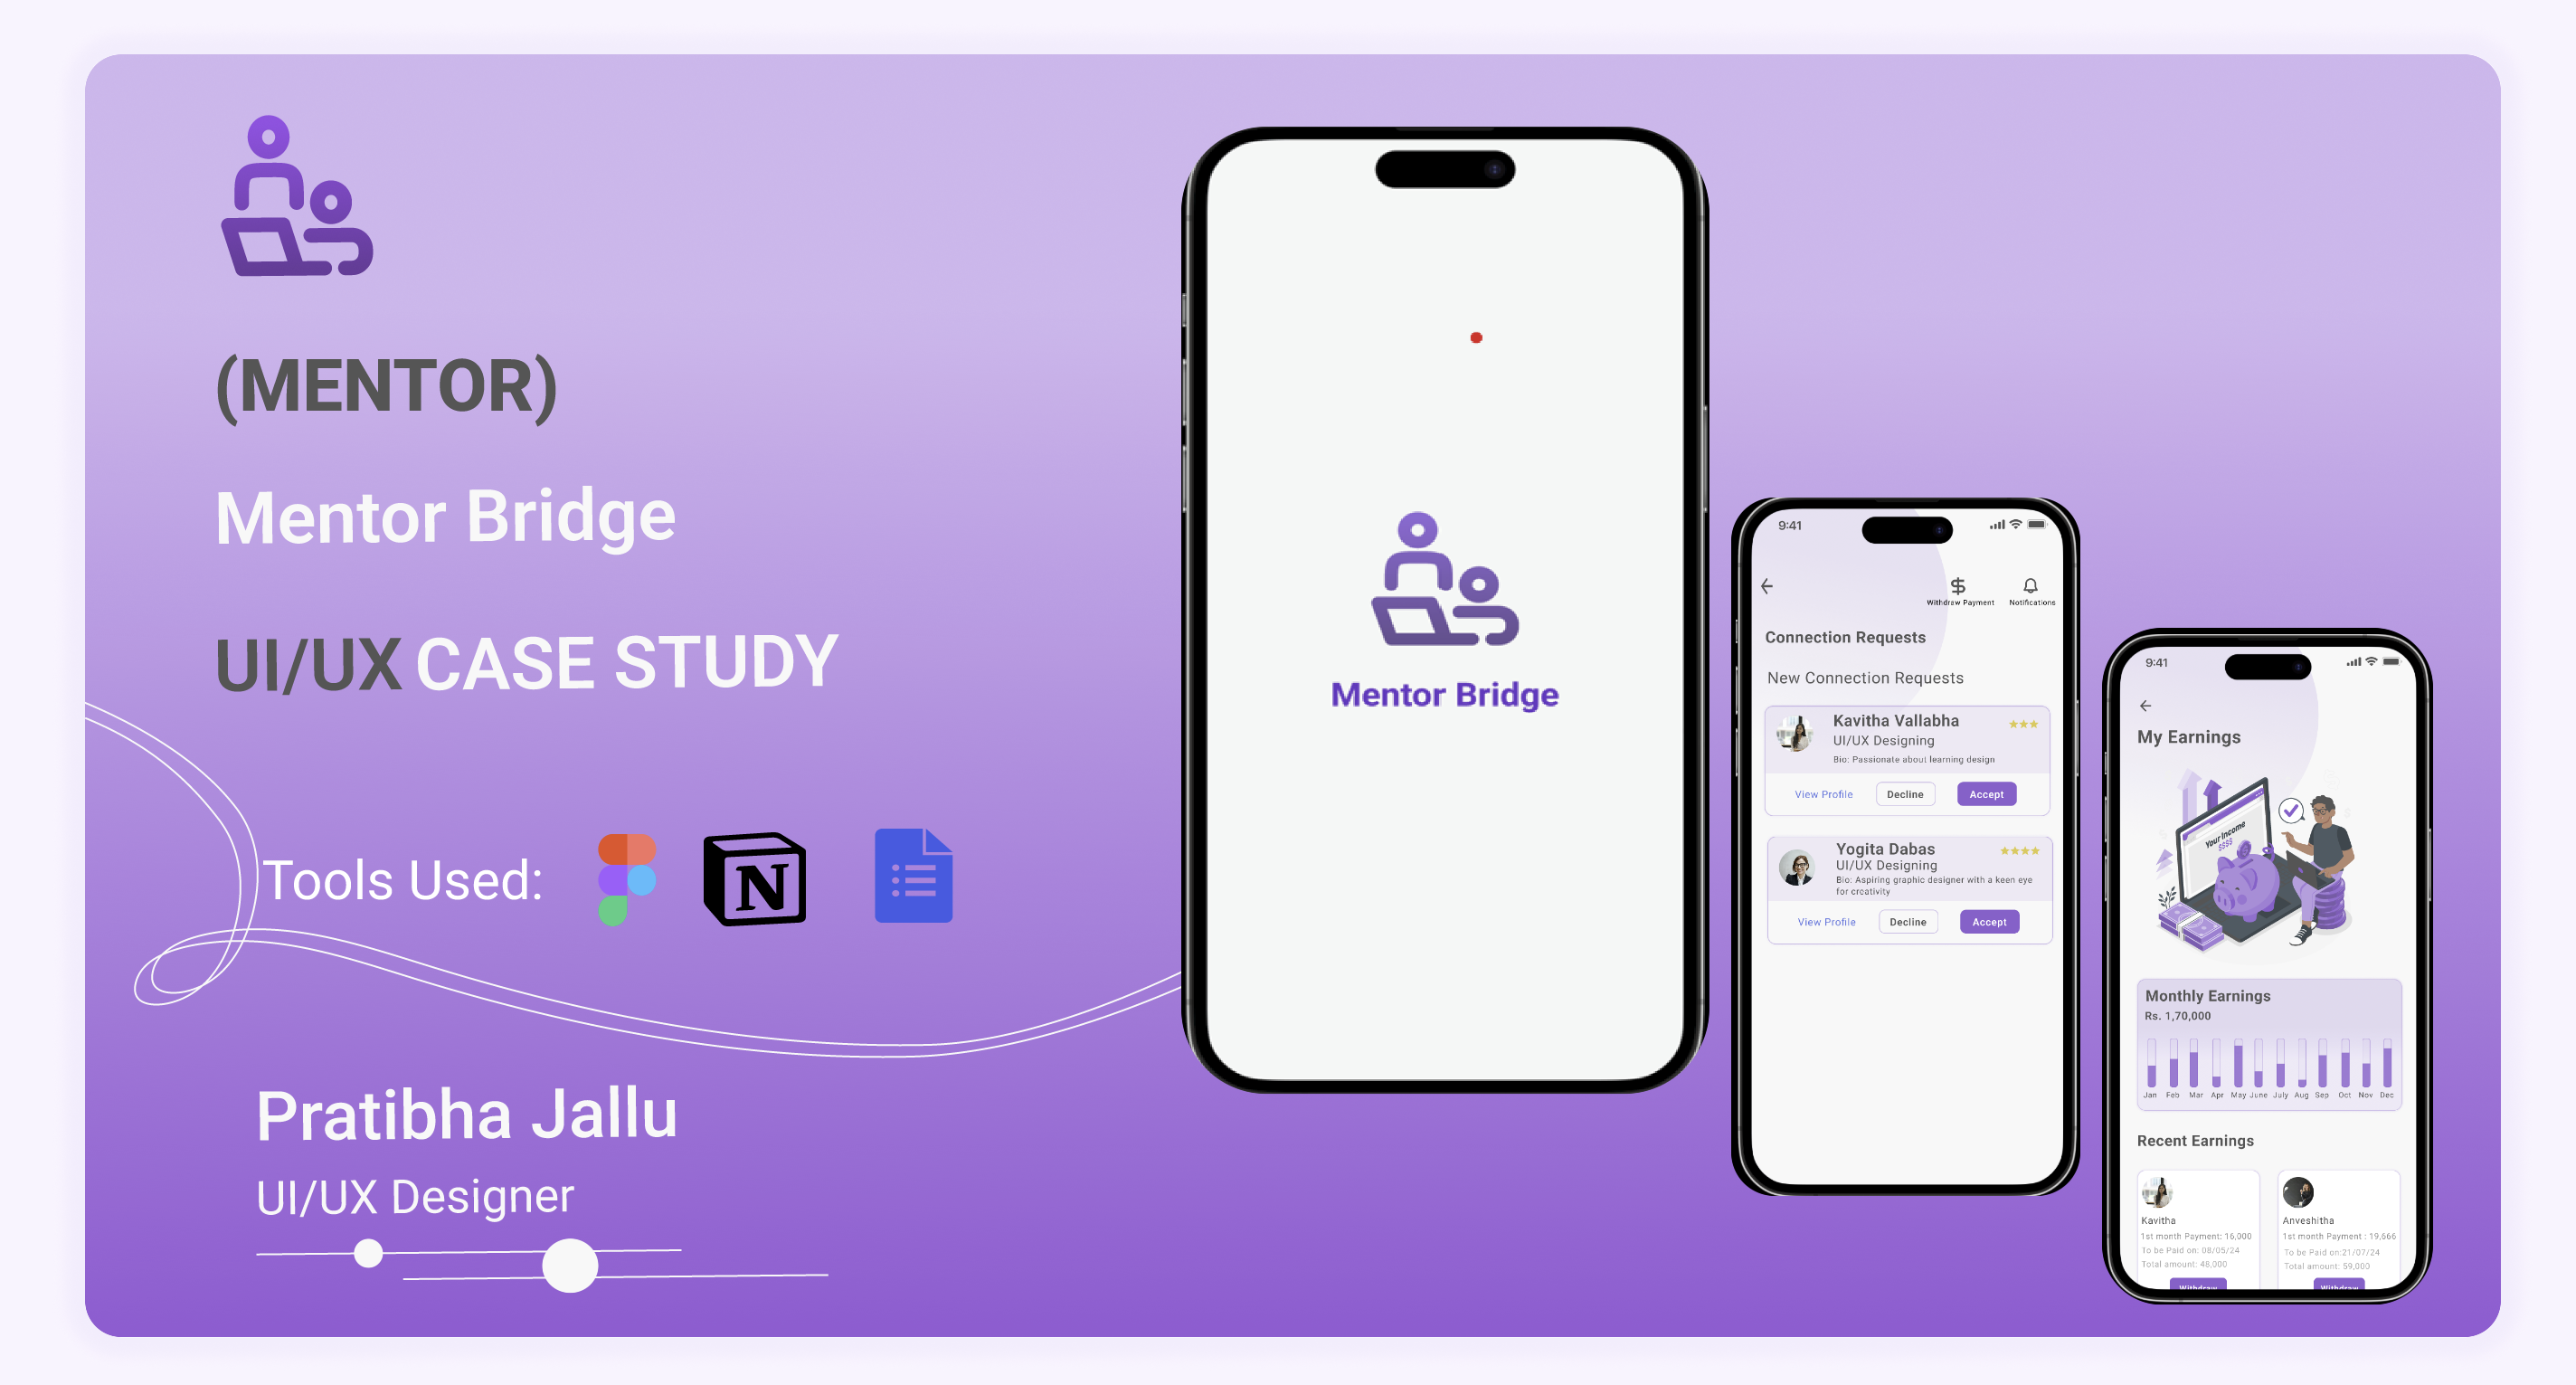 (MENTOR)
Mentor Bridge
UI/UX CASE STUDY
Tools Used:
N
Pratibha Jallu
UI/UX Designer
Mentor Bridge
9:41
Withdraw Payment Notifications
Connection Requests
New Connection Requests
Kavitha Vallabha
UI/UX Designing
Bio: Passionate about learning design
View Profile Decline Accept
Yogita Dabas
UI/UX Designing
Bio: Aspiring graphic designer with a keen eye
for creativity
View Profile Decline Accept
9:41
My Earnings
Your Income
$$$$
Monthly Earnings
Rs. 1,70,000
Jan Feb Mar Apr May June July Aug Sep Oct Nov Dec
Recent Earnings
Kavitha
1st month Payment: 16,000
To be Paid on: 08/05/24
Total amount: 48,000
Withdraw
Anveshitha
1st month Payment : 19,666
To be Paid on:21/07/24
Total amount: 59,000
Withdraw